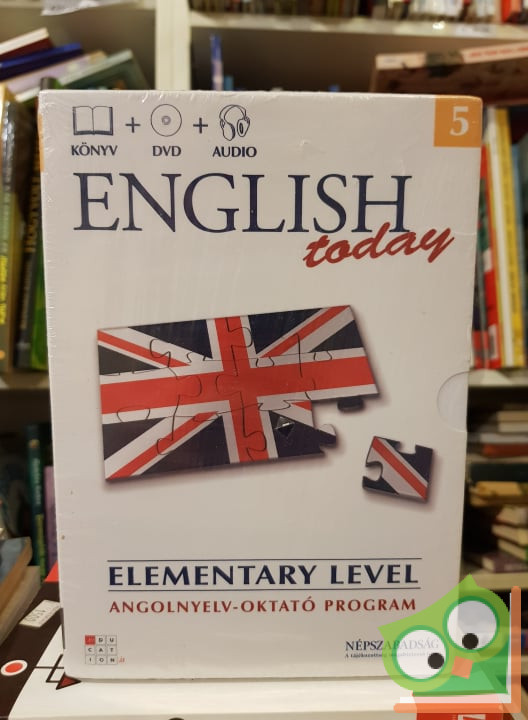 5
KÖNYV + DVD + AUDIO
ENGLISH
today
ELEMENTARY LEVEL
ANGOLNYELV-OKTATÓ PROGRAM
NÉPSZABADSÁG